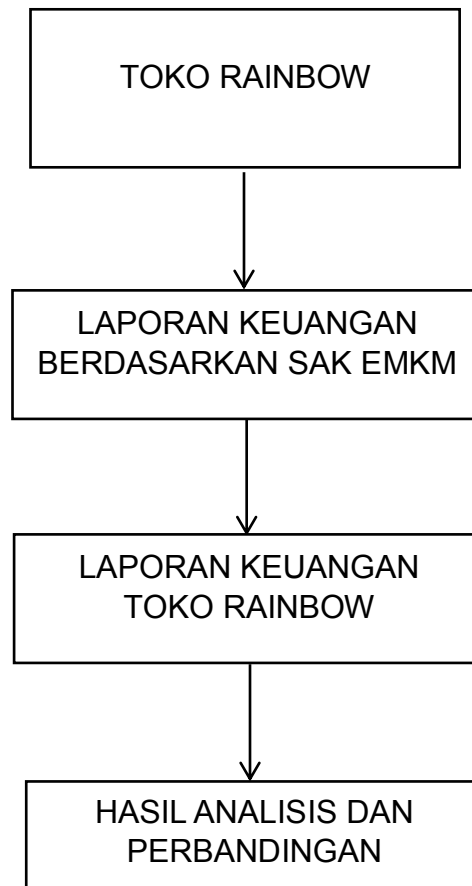 TOKO RAINBOW
LAPORAN KEUANGAN
BERDASARKAN SAK EMKM
LAPORAN KEUANGAN
TOKO RAINBOW
HASIL ANALISIS DAN
PERBANDINGAN